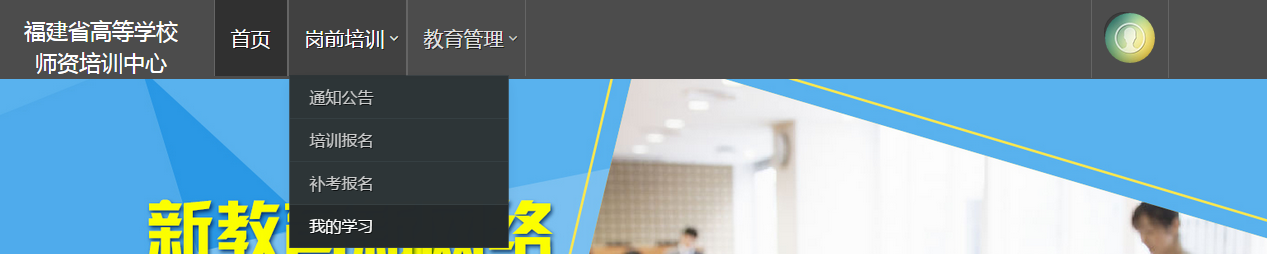 福建省高等学校
师资培训中心
首页
岗前培训
教育管理
通知公告
培训报名
补考报名
我的学习
新教
络